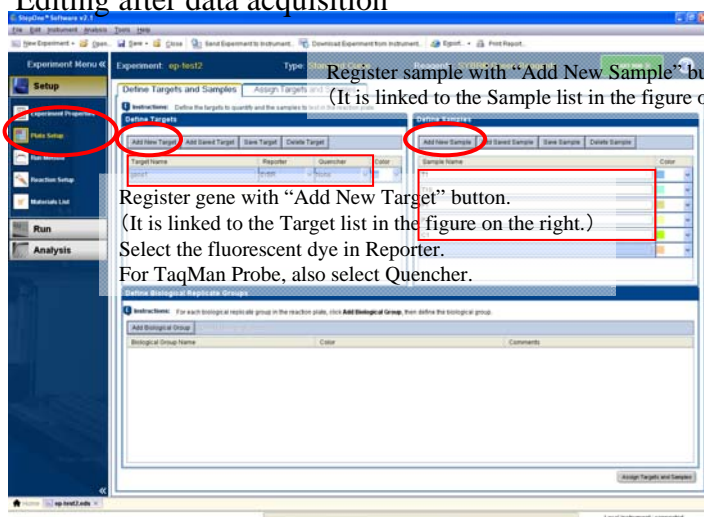 Editing after data acquisition
StepOne™ Software v2.1
File Edit Instrument Analysis Tools Help
New Experiment Open... Save Close Send Experiment to Instrument... Download Experiment from Instrument... Export... Print Report...
Experiment Menu «
Experiment: ep-test2 Type:
Register sample with “Add New Sample” bu
(It is linked to the Sample list in the figure o
Setup
Experiment Properties
Plate Setup
Run Method
Reaction Setup
Materials List
Run
Analysis
Define Targets and Samples Assign Targets and
Instructions: Define the targets to quantify and the samples to test in the reaction plate.
Define Targets
Add New Target Add Saved Target Save Target Delete Target
Target Name Reporter Quencher Color
Define Samples
Add New Sample Add Saved Sample Save Sample Delete Sample
Sample Name Color
Register gene with “Add New Target” button.
(It is linked to the Target list in the figure on the right.)
Select the fluorescent dye in Reporter.
For TaqMan Probe, also select Quencher.
Define Biological Replicate Groups
Instructions: For each biological replicate group in the reaction plate, click Add Biological Group, then define the biological group.
Add Biological Group
Biological Group Name Color Comments
Assign Targets and Samples
«
Home ep-test2.eds